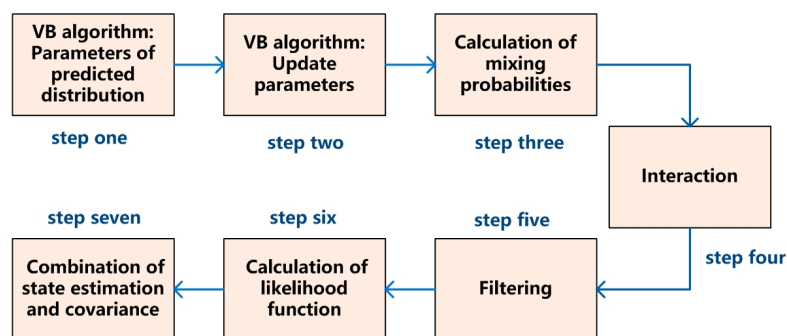 VB algorithm:
Parameters of
predicted
distribution
step one
VB algorithm:
Update
parameters
step two
Calculation of
mixing
probabilities
step three
Interaction
step four
step five
Filtering
step six
Calculation of
likelihood
function
step seven
Combination of
state estimation
and covariance